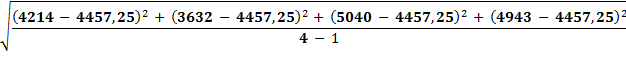 √((4214 − 4457,25)² + (3632 − 4457,25)² + (5040 − 4457,25)² + (4943 − 4457,25)²
4 − 1